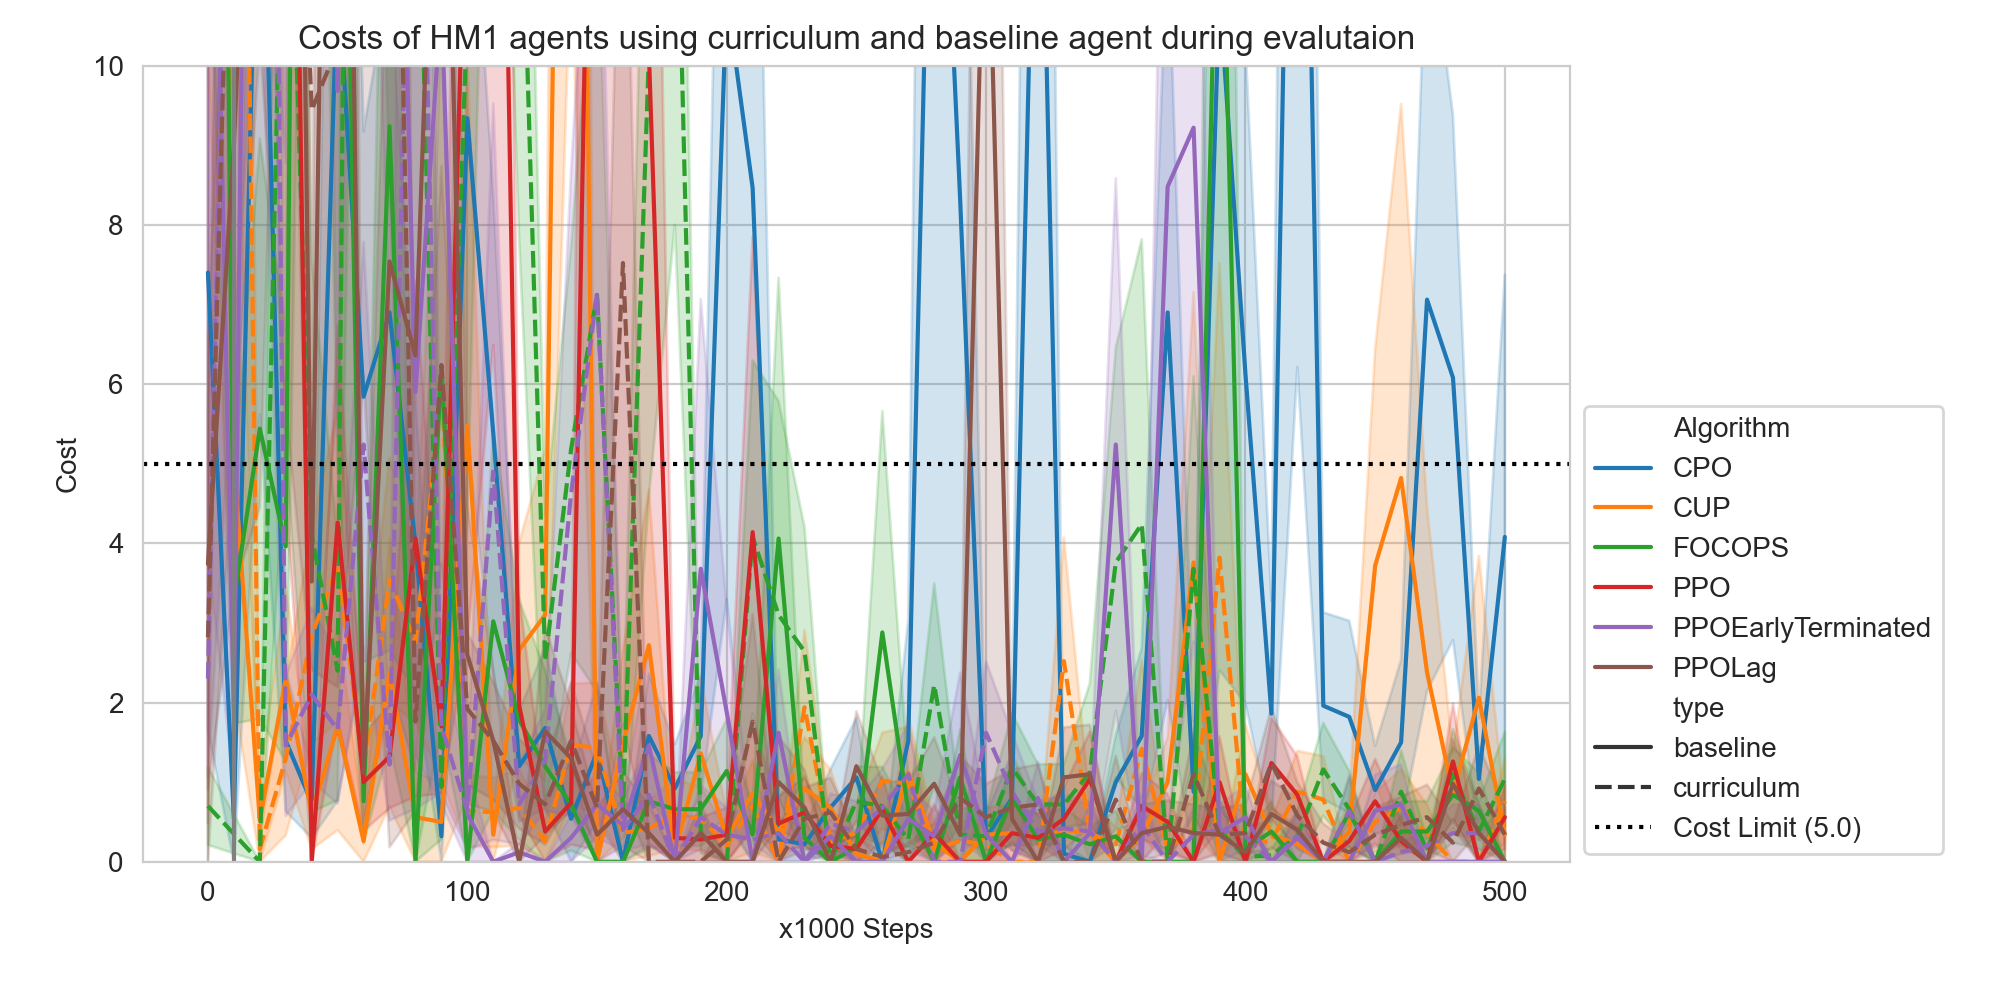 Costs of HM1 agents using curriculum and baseline agent during evalutaion
10
8
6
4
2
0
Cost
0 100 200 300 400 500
x1000 Steps
Algorithm
CPO
CUP
FOCOPS
PPO
PPOEarlyTerminated
PPOLag
type
baseline
curriculum
Cost Limit (5.0)